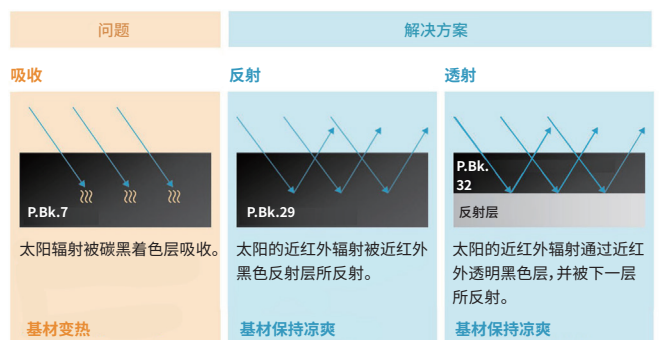 问题
解决方案
吸收
反射
透射
P.Bk.7
P.Bk.29
P.Bk.
32
反射层
太阳辐射被碳黑着色层吸收。
太阳的近红外辐射被近红外
黑色反射层所反射。
太阳的近红外辐射通过近红
外透明黑色层，并被下一层
所反射。
基材变热
基材保持凉爽
基材保持凉爽